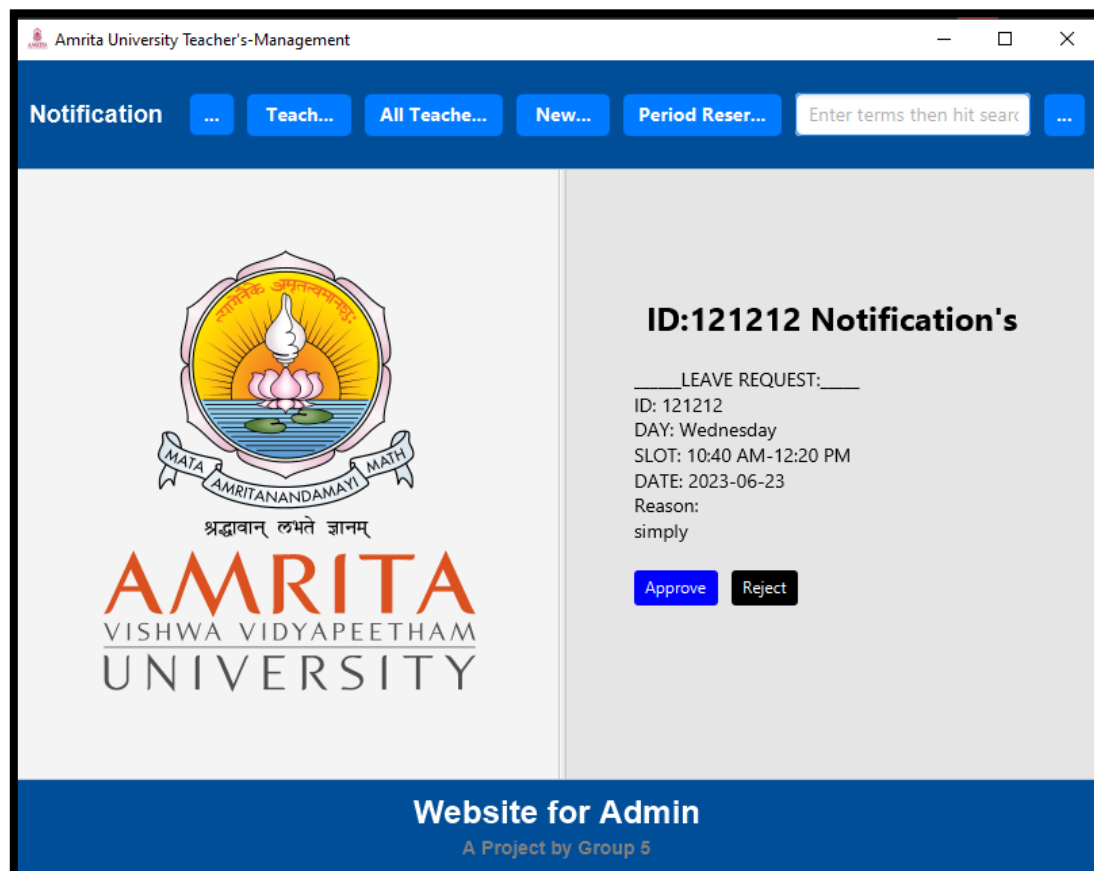 Amrita University Teacher's-Management
Notification ... Teach... All Teache... New... Period Reser... Enter terms then hit searc ...
MATA AMRITANANDAMAYI MATH
श्रद्धावान् लभते ज्ञानम्
AMRITA
VISHWA VIDYAPEETHAM
UNIVERSITY
ID:121212 Notification's
______LEAVE REQUEST:_____
ID: 121212
DAY: Wednesday
SLOT: 10:40 AM-12:20 PM
DATE: 2023-06-23
Reason:
simply
Approve Reject
Website for Admin
A Project by Group 5